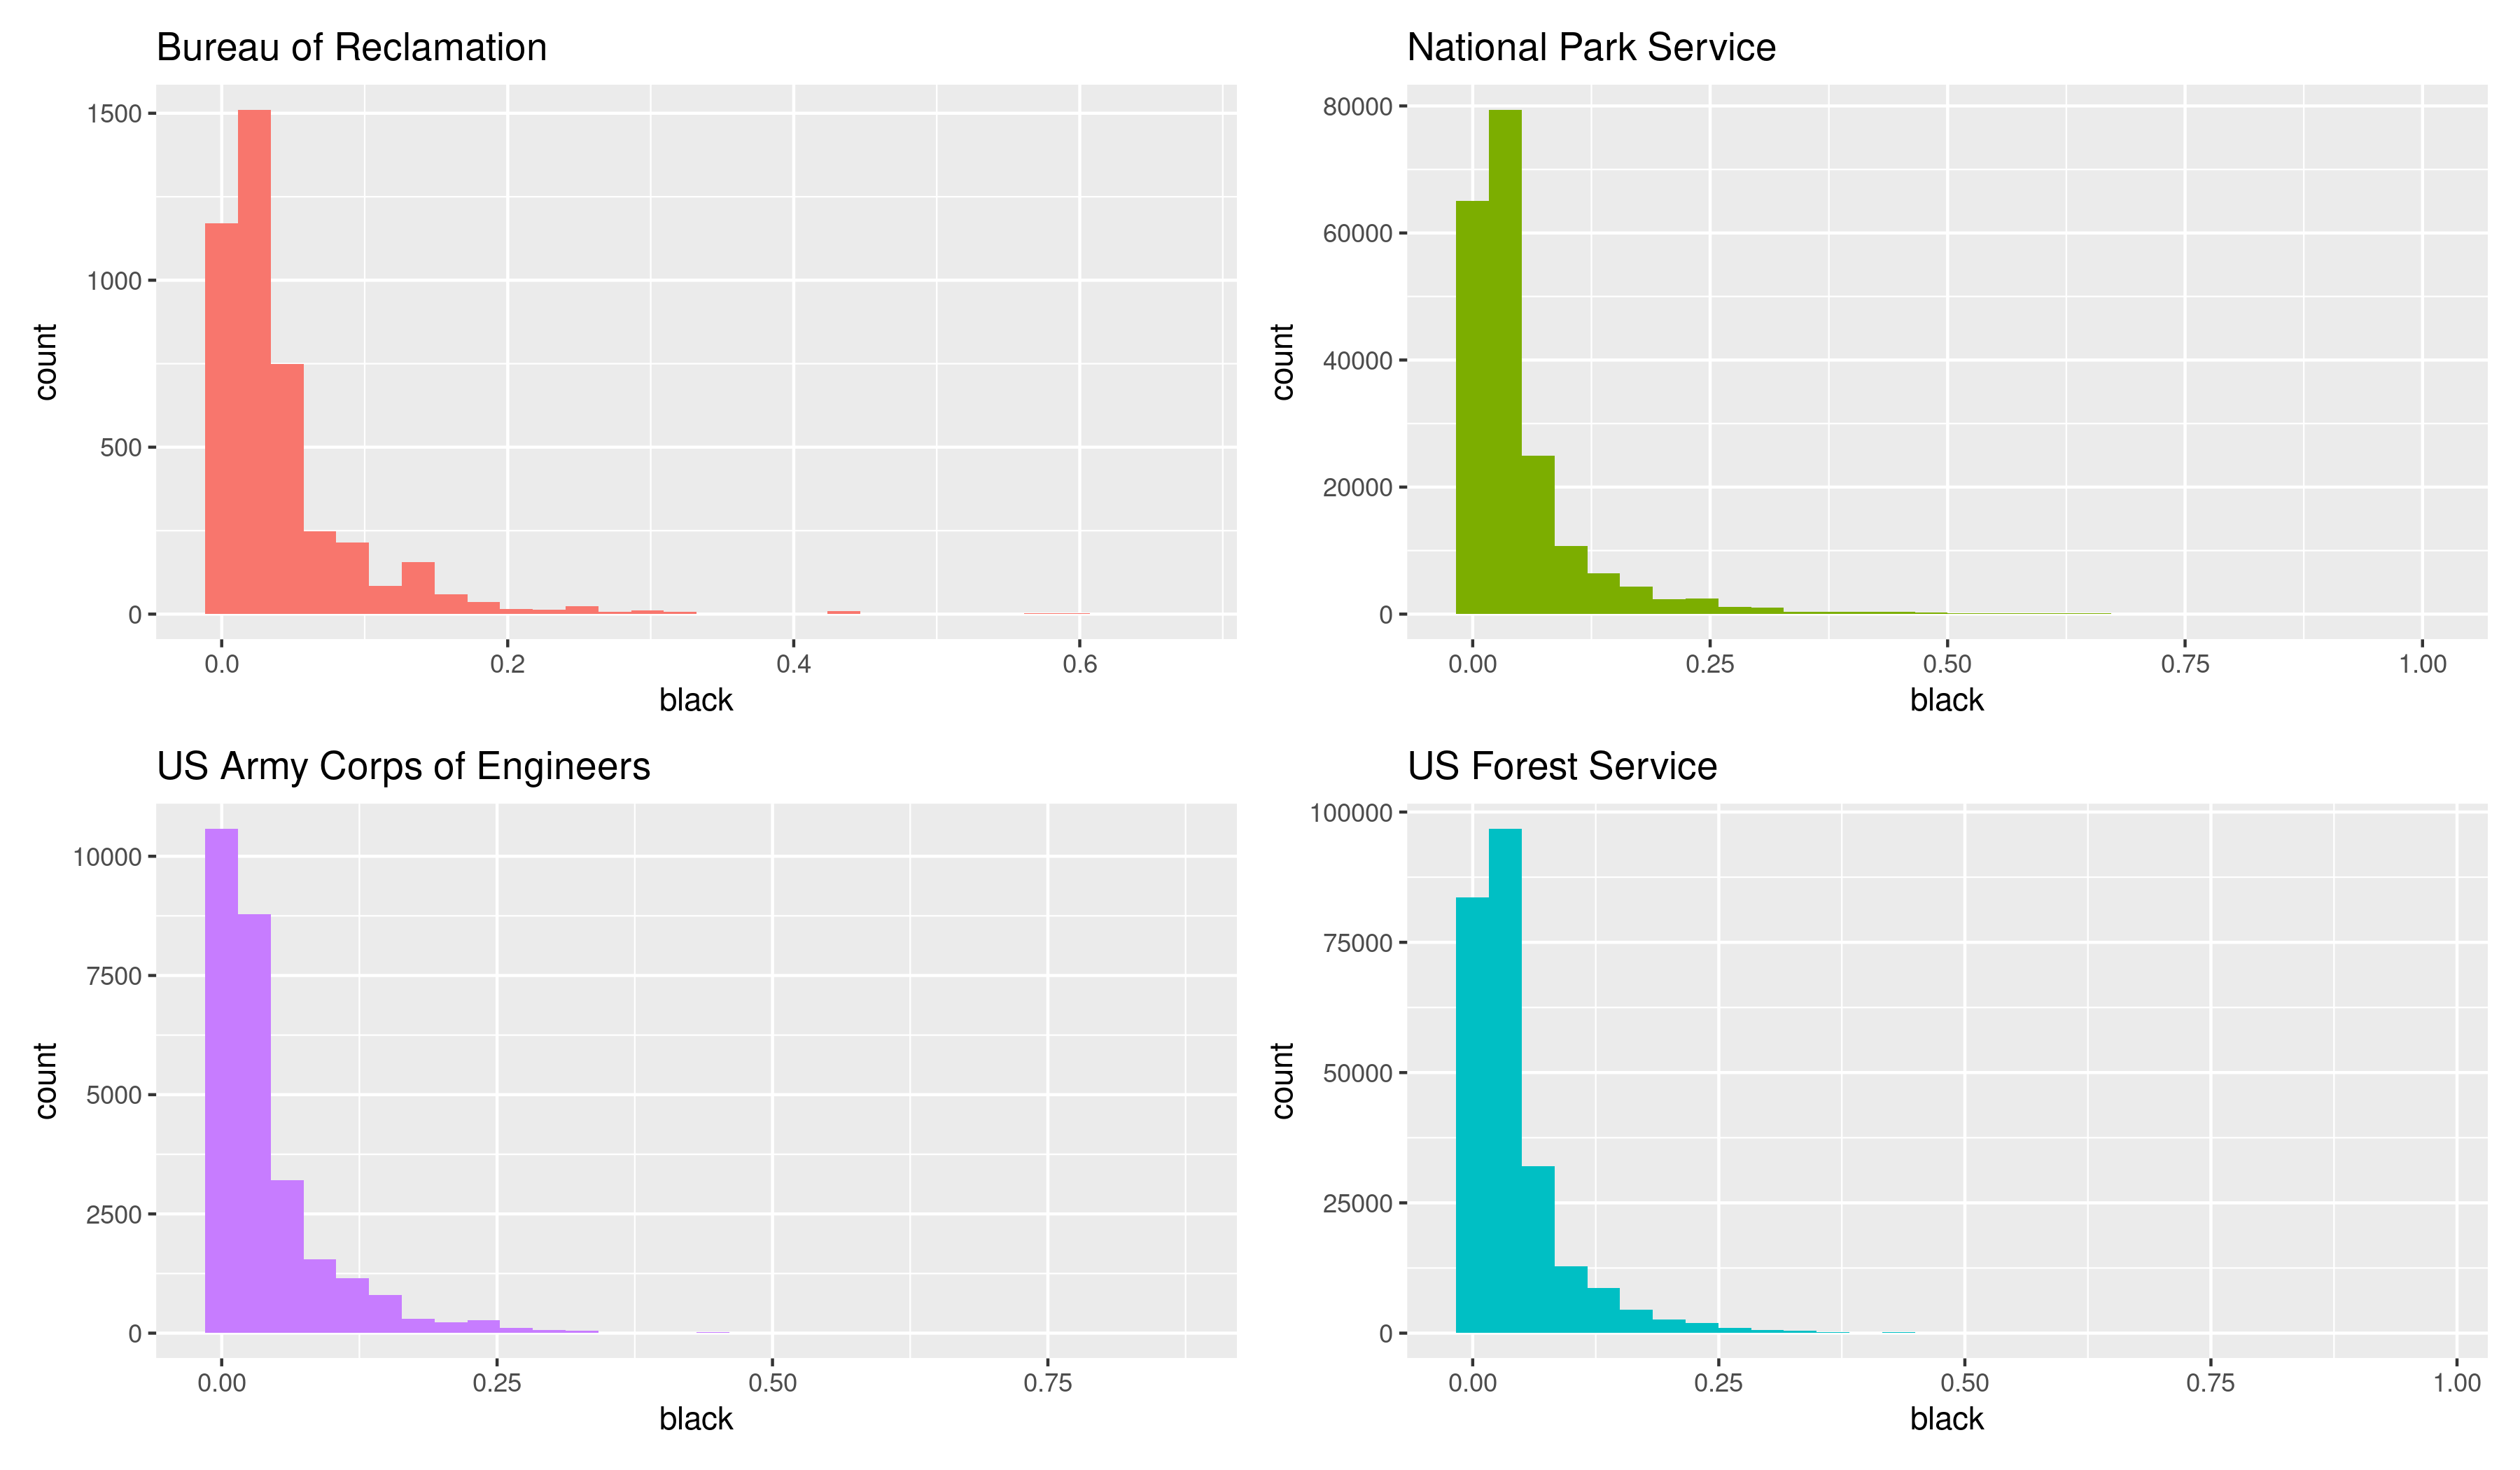 Bureau of Reclamation
1500
1000
500
0
count
0.0 0.2 0.4 0.6
black
National Park Service
80000
60000
40000
20000
0
count
0.00 0.25 0.50 0.75 1.00
black
US Army Corps of Engineers
10000
7500
5000
2500
0
count
0.00 0.25 0.50 0.75
black
US Forest Service
100000
75000
50000
25000
0
count
0.00 0.25 0.50 0.75 1.00
black